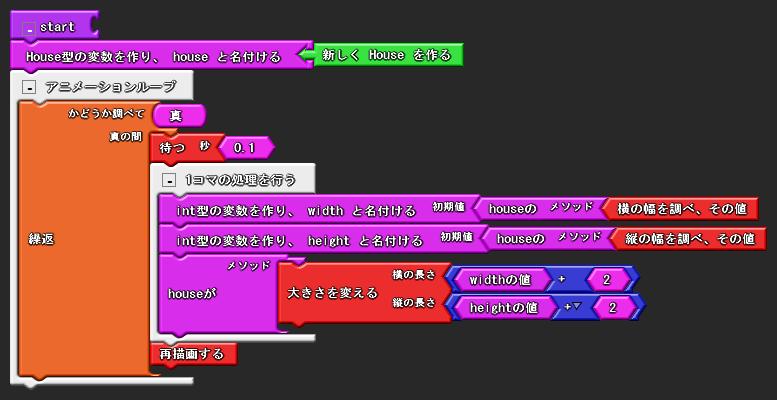 start
House型の変数を作り、 house と名付ける 新しく House を作る
アニメーションループ
かどうか調べて 真
真の間
待つ 秒 0.1
1コマの処理を行う
int型の変数を作り、 width と名付ける 初期値 houseの メソッド 横の幅を調べ、その値
int型の変数を作り、 height と名付ける 初期値 houseの メソッド 縦の幅を調べ、その値
繰返
メソッド
houseが 大きさを変える
横の長さ widthの値 + 2
縦の長さ heightの値 + 2
再描画する